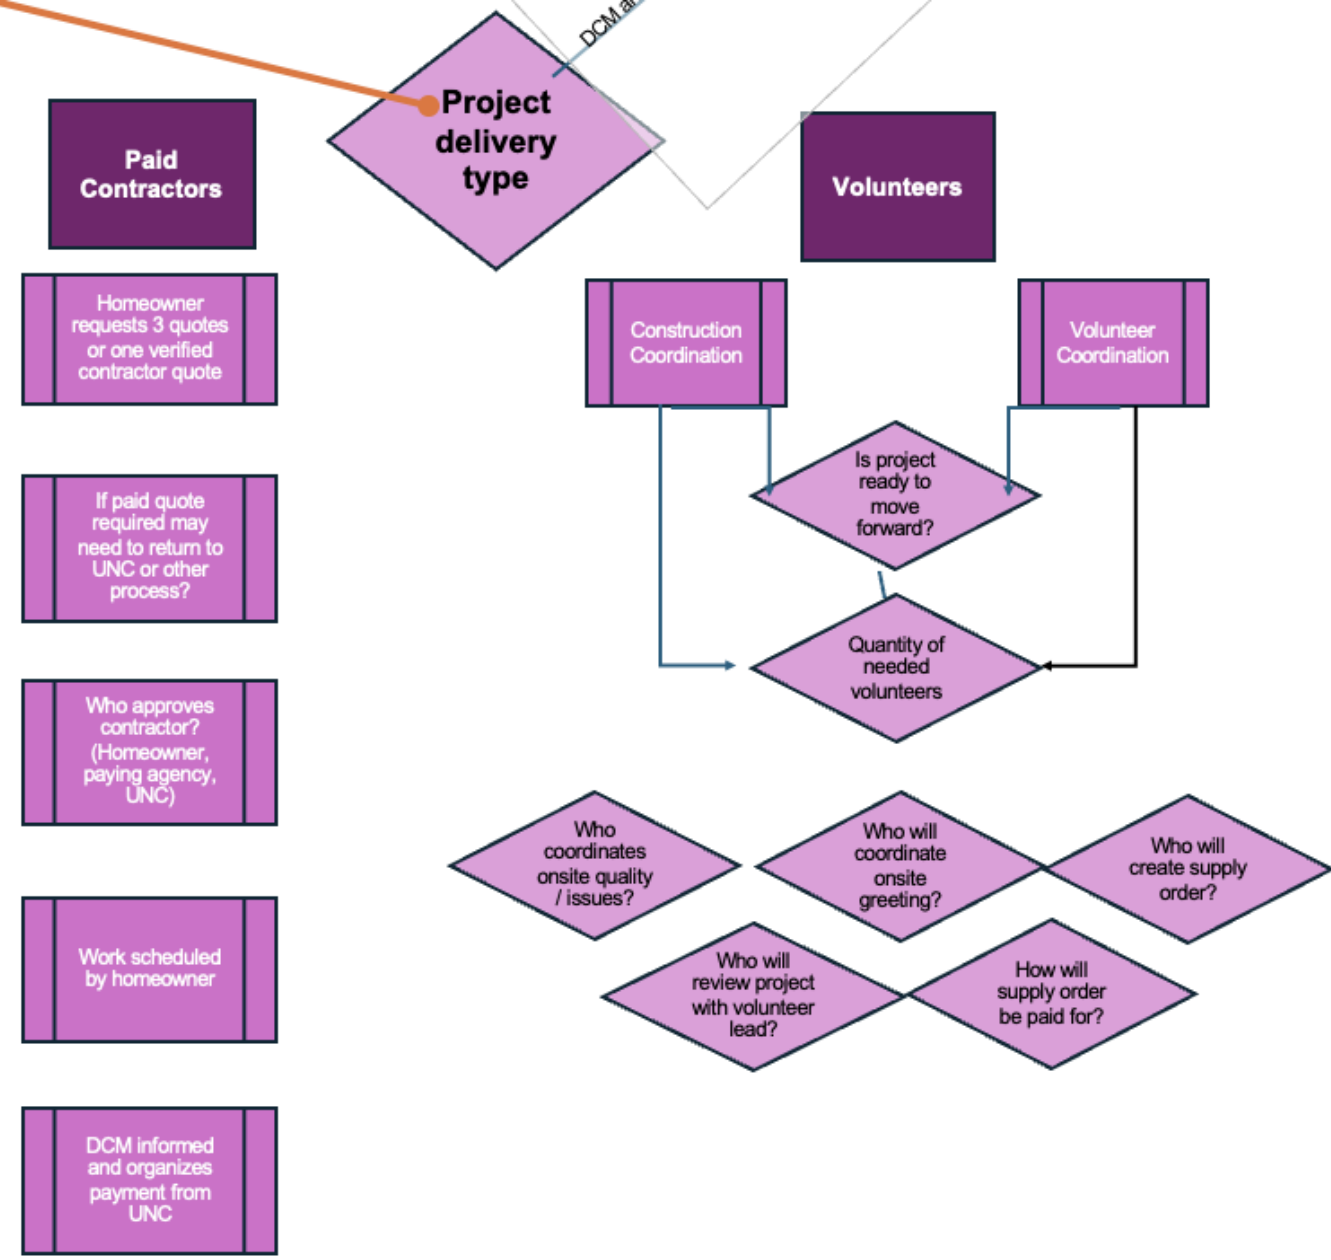 DCM
Project
delivery
type
Paid
Contractors
Volunteers
Homeowner
requests 3 quotes
or one verified
contractor quote
If paid quote
required may
need to return to
UNC or other
process?
Who approves
contractor?
(Homeowner,
paying agency,
UNC)
Work scheduled
by homeowner
DCM informed
and organizes
payment from
UNC
Construction
Coordination
Volunteer
Coordination
Is project
ready to
move
forward?
Quantity of
needed
volunteers
Who
coordinates
onsite quality
/ issues?
Who will
coordinate
onsite
greeting?
Who will
create supply
order?
Who will
review project
with volunteer
lead?
How will
supply order
be paid for?